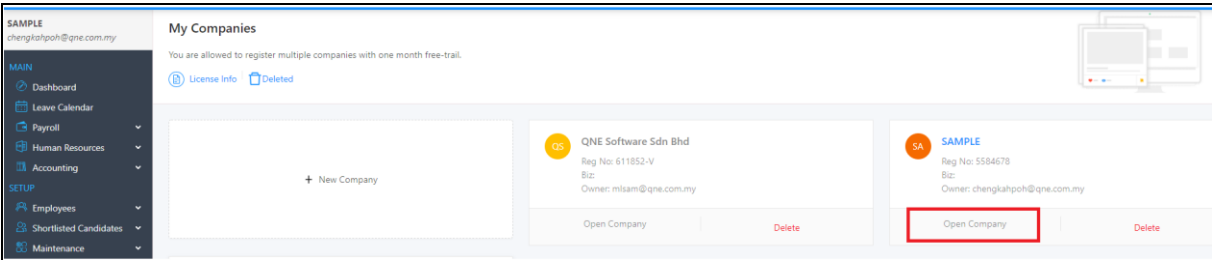 SAMPLE
chengkahpoh@qne.com.my
MAIN
Dashboard
Leave Calendar
Payroll
Human Resources
Accounting
SETUP
Employees
Shortlisted Candidates
Maintenance
My Companies
You are allowed to register multiple companies with one month free-trail.
License Info Deleted
+ New Company
QS
QNE Software Sdn Bhd
Reg No: 611852-V
Biz:
Owner: mlsam@qne.com.my
Open Company Delete
SA
SAMPLE
Reg No: 5584678
Biz:
Owner: chengkahpoh@qne.com.my
Open Company Delete